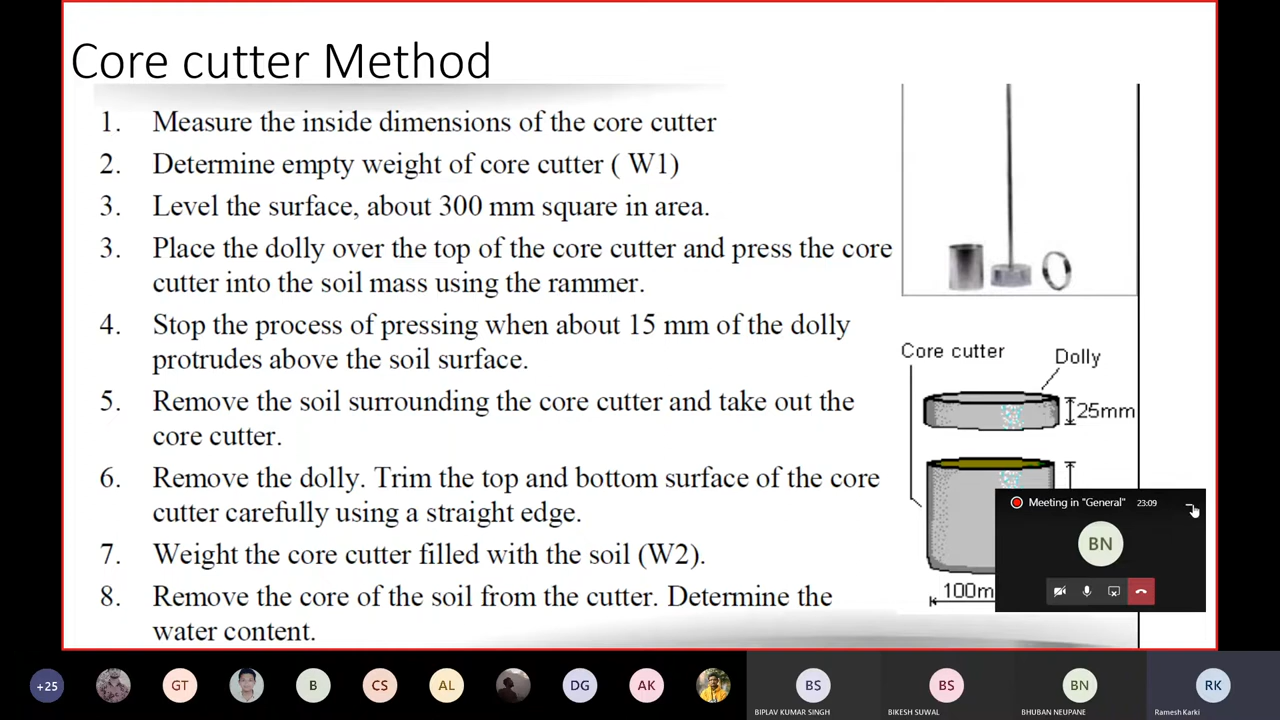 Core cutter Method
1. Measure the inside dimensions of the core cutter
2. Determine empty weight of core cutter ( W1)
3. Level the surface, about 300 mm square in area.
3. Place the dolly over the top of the core cutter and press the core
cutter into the soil mass using the rammer.
4. Stop the process of pressing when about 15 mm of the dolly
protrudes above the soil surface.
5. Remove the soil surrounding the core cutter and take out the
core cutter.
6. Remove the dolly. Trim the top and bottom surface of the core
cutter carefully using a straight edge.
7. Weight the core cutter filled with the soil (W2).
8. Remove the core of the soil from the cutter. Determine the
water content.
Core cutter
Dolly
25mm
100m
Meeting in "General" 23:09
BN
+25
GT
B
CS
AL
DG
AK
BS
BIPLAV KUMAR SINGH
BS
BIKESH SUWAL
BN
BHUBAN NEUPANE
RK
Ramesh Karki